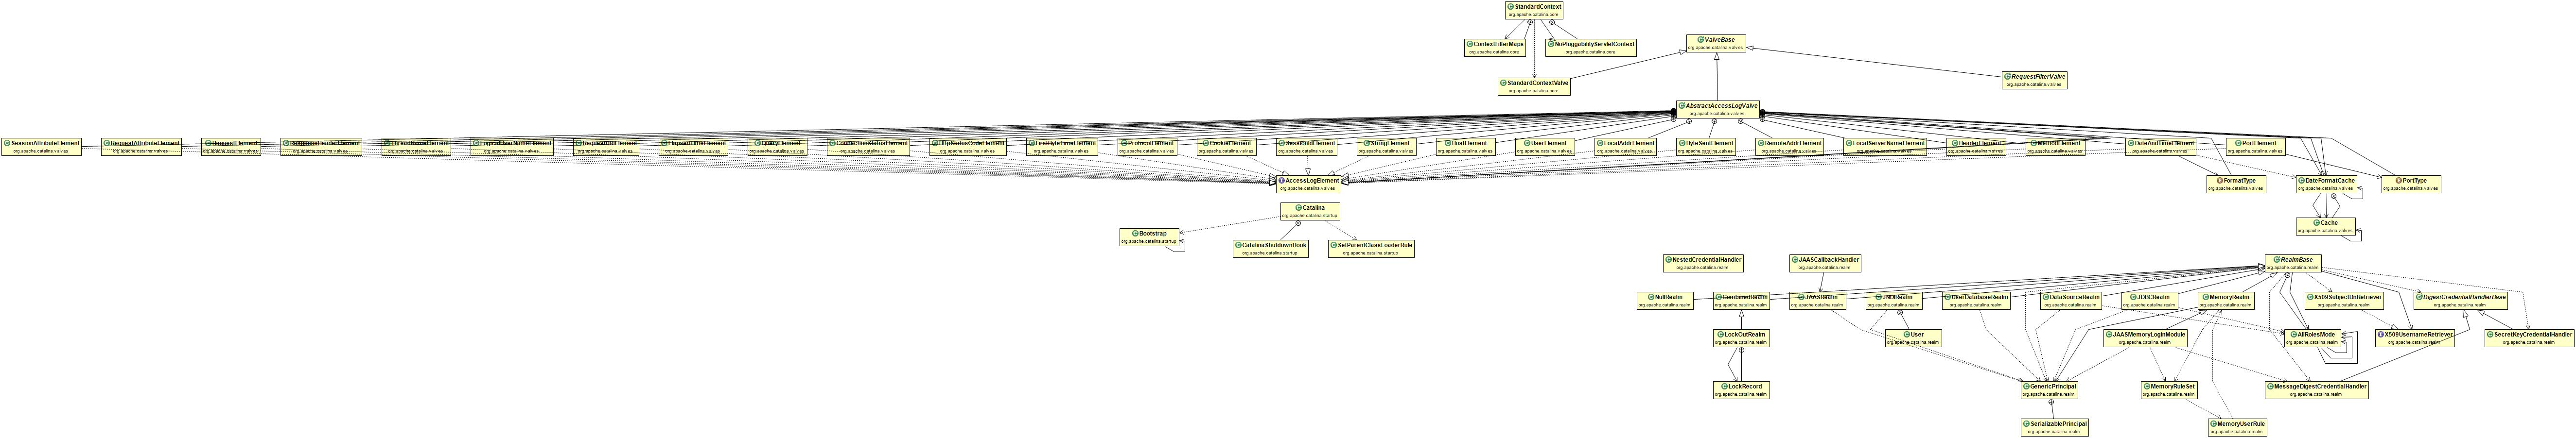 StandardContext
org.apache.catalina.core
ContextFilterMaps
org.apache.catalina.core
NoPluggabilityServletContext
org.apache.catalina.core
ValveBase
org.apache.catalina.valves
StandardContextValve
org.apache.catalina.core
RequestFilterValve
org.apache.catalina.valves
AbstractAccessLogValve
org.apache.catalina.valves
SessionAttributeElement
org.apache.catalina.valves
RequestAttributeElement
org.apache.catalina.valves
RequestElement
org.apache.catalina.valves
ResponseHeaderElement
org.apache.catalina.valves
ThreadNameElement
org.apache.catalina.valves
LogicalUserNameElement
org.apache.catalina.valves
RequestURIElement
org.apache.catalina.valves
ElapsedTimeElement
org.apache.catalina.valves
QueryElement
org.apache.catalina.valves
ConnectionStatusElement
org.apache.catalina.valves
HttpStatusCodeElement
org.apache.catalina.valves
FirstByteTimeElement
org.apache.catalina.valves
ProtocolElement
org.apache.catalina.valves
CookieElement
org.apache.catalina.valves
SessionIdElement
org.apache.catalina.valves
StringElement
org.apache.catalina.valves
HostElement
org.apache.catalina.valves
UserElement
org.apache.catalina.valves
LocalAddrElement
org.apache.catalina.valves
ByteSentElement
org.apache.catalina.valves
RemoteAddrElement
org.apache.catalina.valves
LocalServerNameElement
org.apache.catalina.valves
HeaderElement
org.apache.catalina.valves
MethodElement
org.apache.catalina.valves
DateAndTimeElement
org.apache.catalina.valves
PortElement
org.apache.catalina.valves
AccessLogElement
org.apache.catalina.valves
FormatType
org.apache.catalina.valves
DateFormatCache
org.apache.catalina.valves
PortType
org.apache.catalina.valves
Catalina
org.apache.catalina.startup
Cache
org.apache.catalina.valves
Bootstrap
org.apache.catalina.startup
CatalinaShutdownHook
org.apache.catalina.startup
SetParentClassLoaderRule
org.apache.catalina.startup
NestedCredentialHandler
org.apache.catalina.realm
JAASCallbackHandler
org.apache.catalina.realm
RealmBase
org.apache.catalina.realm
NullRealm
org.apache.catalina.realm
CombinedRealm
org.apache.catalina.realm
JAASRealm
org.apache.catalina.realm
JNDIRealm
org.apache.catalina.realm
UserDatabaseRealm
org.apache.catalina.realm
DataSourceRealm
org.apache.catalina.realm
JDBCRealm
org.apache.catalina.realm
MemoryRealm
org.apache.catalina.realm
X509SubjectDnRetriever
org.apache.catalina.realm
DigestCredentialHandlerBase
org.apache.catalina.realm
LockOutRealm
org.apache.catalina.realm
User
org.apache.catalina.realm
JAASMemoryLoginModule
org.apache.catalina.realm
AllRolesMode
org.apache.catalina.realm
X509UsernameRetriever
org.apache.catalina.realm
SecretKeyCredentialHandler
org.apache.catalina.realm
LockRecord
org.apache.catalina.realm
GenericPrincipal
org.apache.catalina.realm
MemoryRuleSet
org.apache.catalina.realm
MessageDigestCredentialHandler
org.apache.catalina.realm
SerializablePrincipal
org.apache.catalina.realm
MemoryUserRule
org.apache.catalina.realm